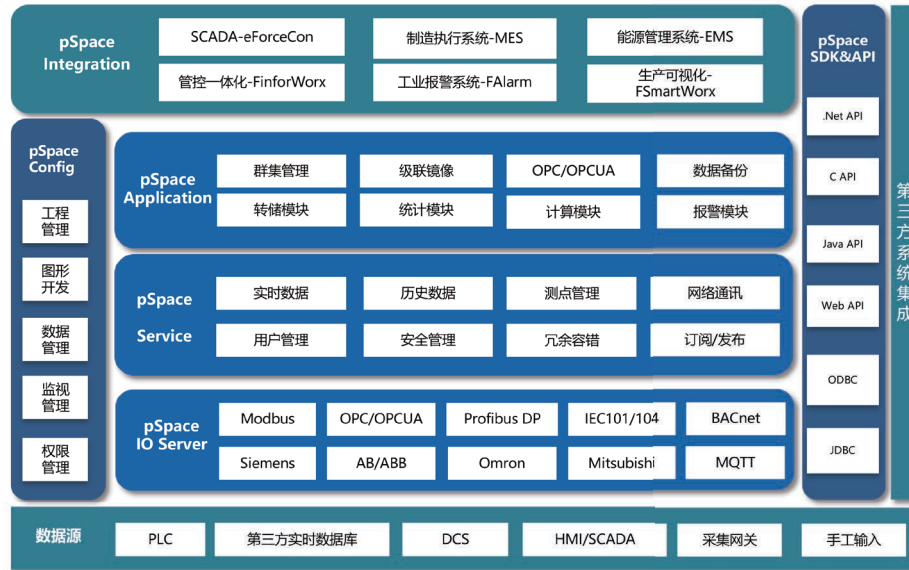 pSpace
Integration
SCADA-eForceCon
制造执行系统-MES
能源管理系统-EMS
管控一体化-FinforWorx
工业报警系统-FAlarm
生产可视化-
FSmartWorx
pSpace
SDK&API
.Net API
C API
Java API
Web API
ODBC
JDBC
第三方系统集成
pSpace
Config
工程
管理
图形
开发
数据
管理
监视
管理
权限
管理
pSpace
Application
群集管理
级联镜像
OPC/OPCUA
数据备份
转储模块
统计模块
计算模块
报警模块
pSpace
Service
实时数据
历史数据
测点管理
网络通讯
用户管理
安全管理
冗余容错
订阅/发布
pSpace
IO Server
Modbus
OPC/OPCUA
Profibus DP
IEC101/104
BACnet
Siemens
AB/ABB
Omron
Mitsubishi
MQTT
数据源
PLC
第三方实时数据库
DCS
HMI/SCADA
采集网关
手工输入